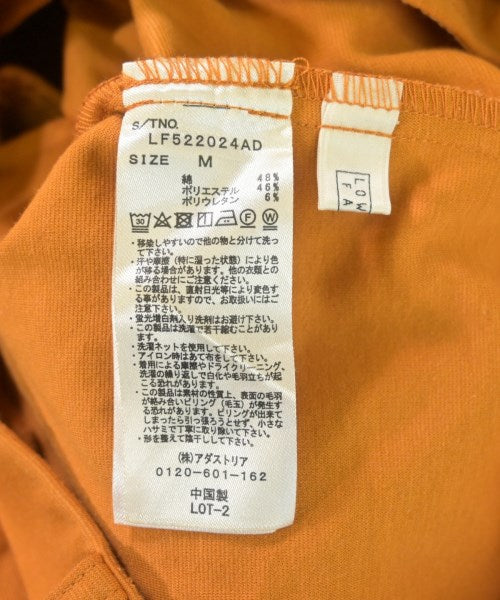 S/TNO.
LF522024AD
SIZE M
綿 48%
ポリエステル 46%
ポリウレタン 6%
30
F W
・移染しやすいので他の物と分けて洗っ
て下さい。
・汗や摩擦（特に湿った状態）により色
が移る場合があります。他の衣類との
組み合わせにご注意下さい。
・この製品は、直射日光等により変色す
る事がありますので、お取扱いにはご
注意下さい。
・蛍光増白剤入り洗剤はお避け下さい。
・この製品は洗濯で若干縮むことがあり
ます。
・洗濯ネットを使用して下さい。
・アイロン時はあて布をして下さい。
・着用による摩擦やドライクリーニング、
洗濯の繰り返しで白化や毛羽立ちが起
こる恐れがあります。
・この製品は素材の性質上、表面の毛羽
が絡み合いピリング（毛玉）が発生す
る恐れがあります。ピリングが出来て
しまったら引っ張ろうとせず、小さな
ハサミで丁寧に取り除いて下さい。
・形を整えて陰干しして下さい。
(株)アダストリア
0120-601-162
中国製
LOT-2
LOW
FA